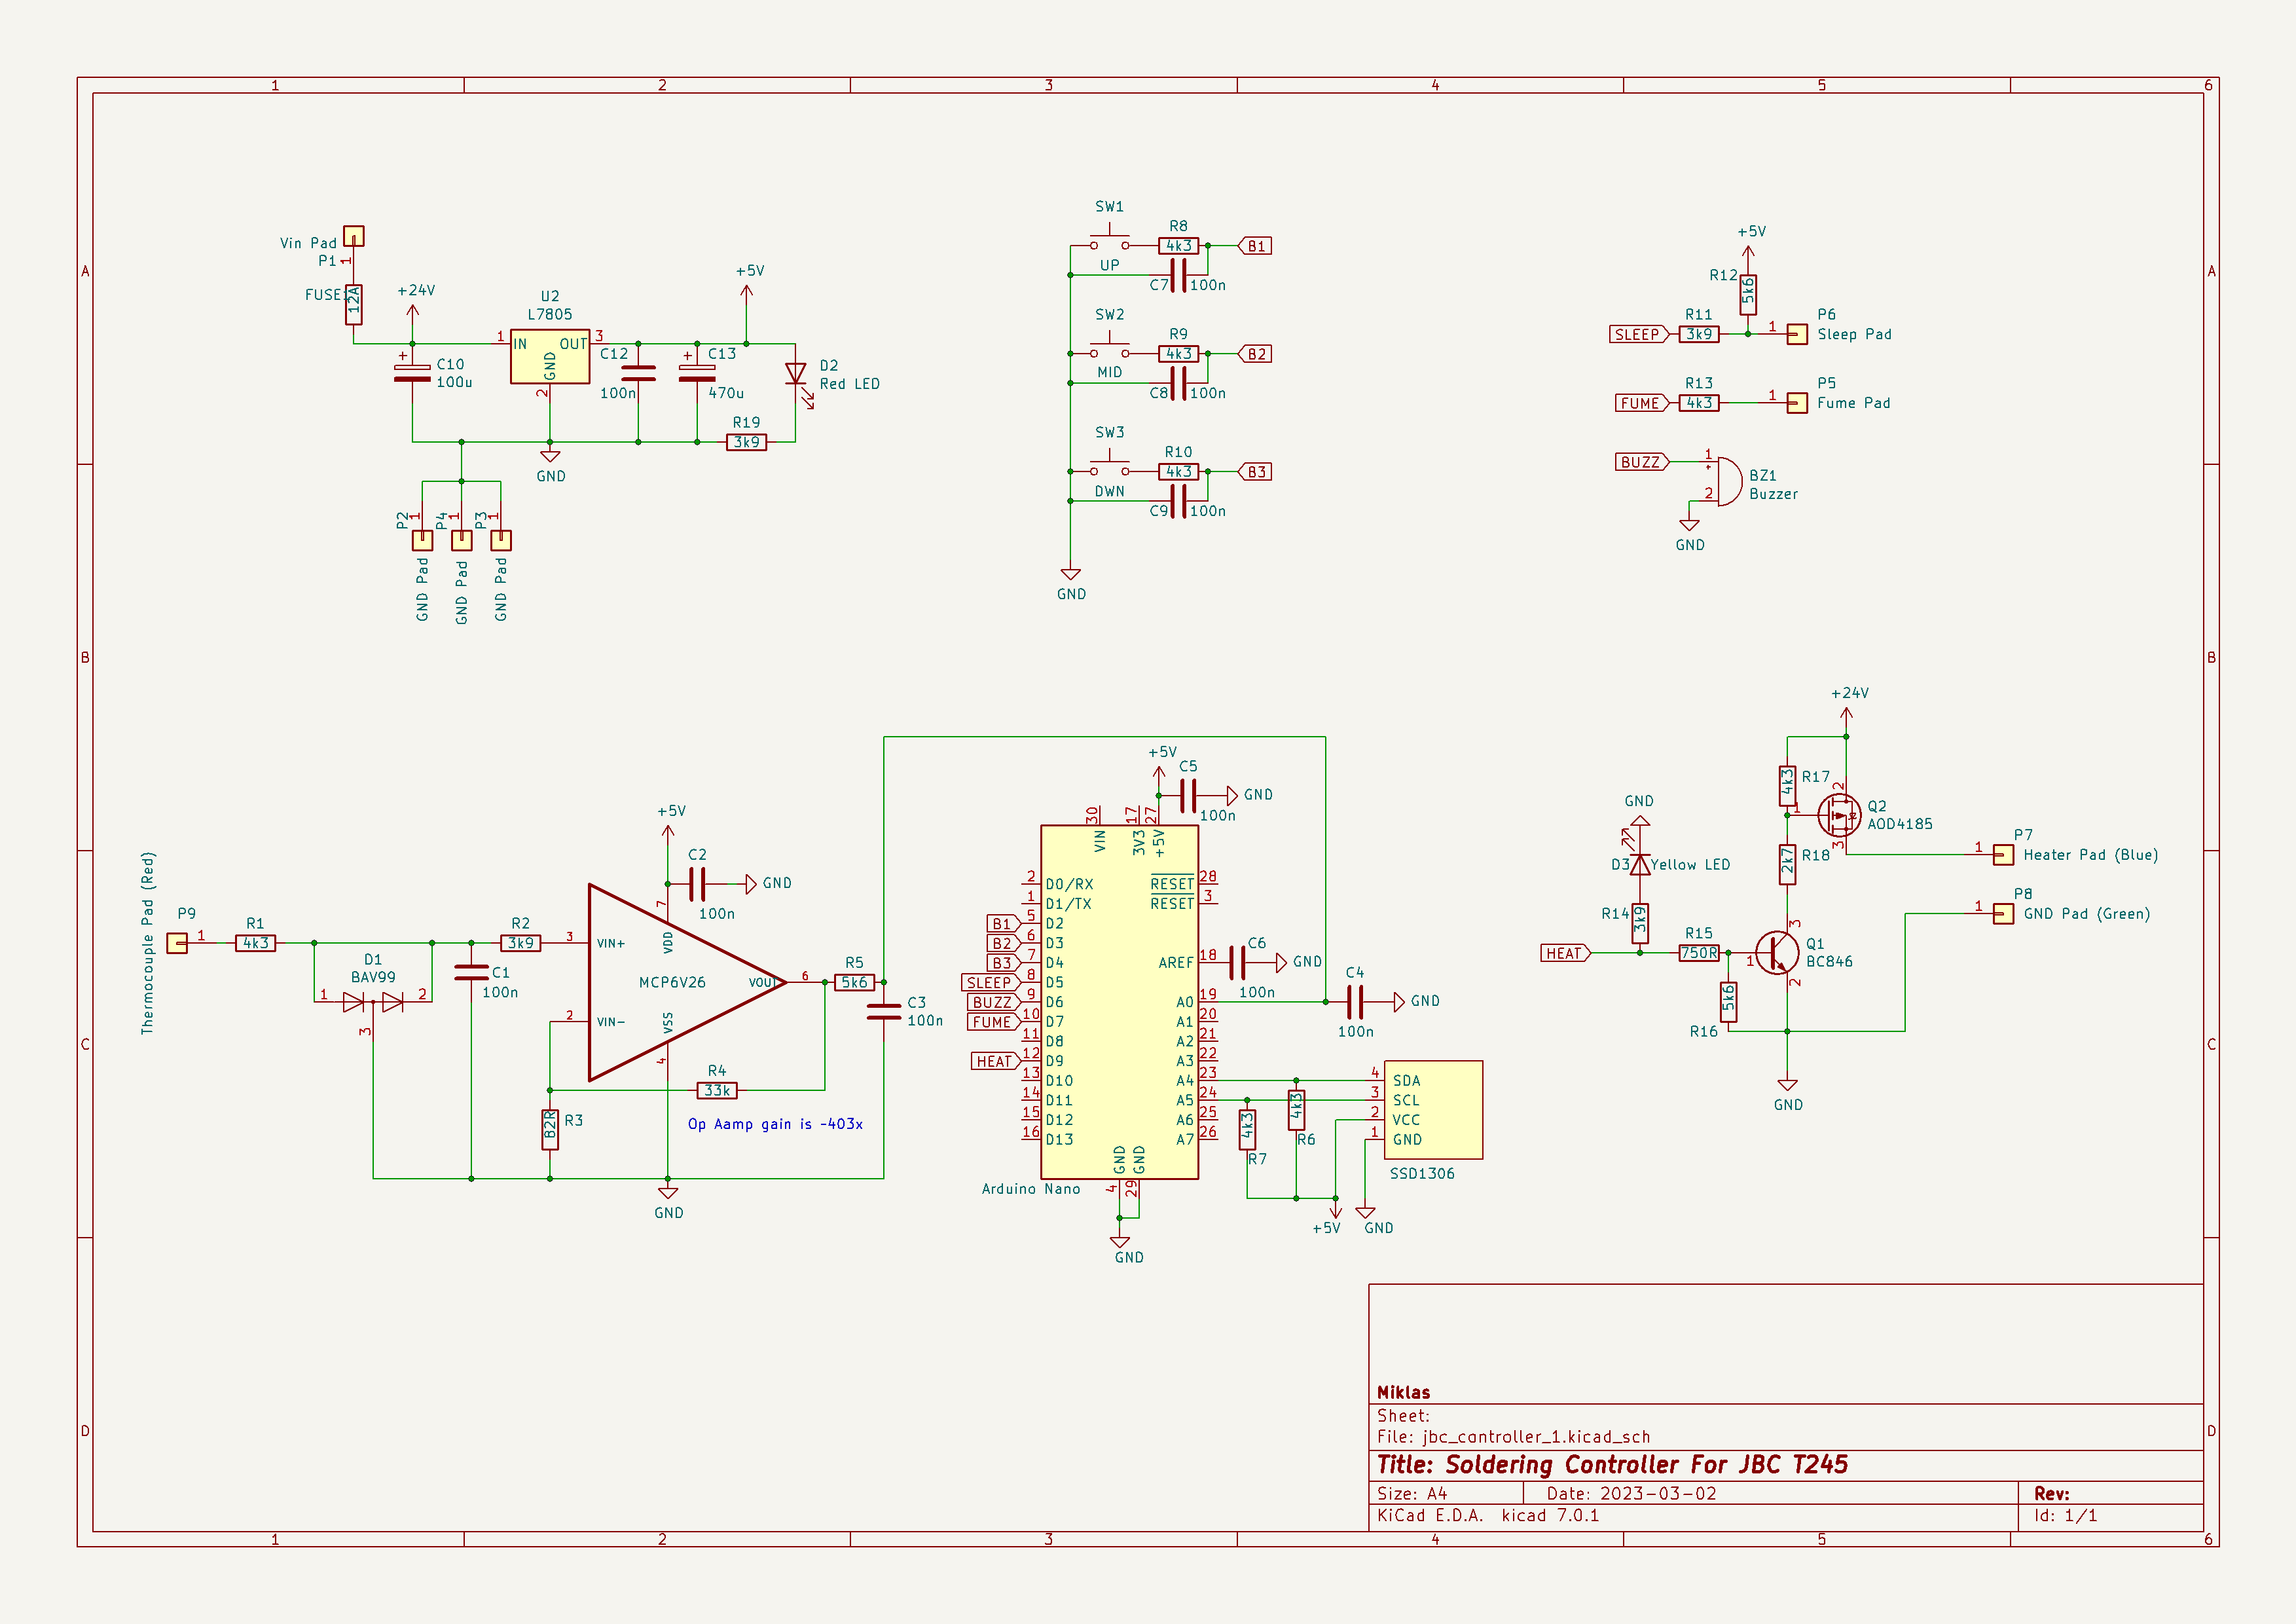 1 2 3 4 5 6
A
B
C
D
A
B
C
D
1 2 3 4 5 6
Vin Pad
P1
1
FUSE
12A
+24V
+
C10
100u
U2
L7805
1
IN
OUT
3
GND
2
C12
100n
+
C13
470u
+5V
D2
Red LED
R19
3k9
GND
P2
1
P4
1
P3
1
GND Pad
GND Pad
GND Pad
SW1
UP
R8
4k3
C7
100n
B1
SW2
MID
R9
4k3
C8
100n
B2
SW3
DWN
R10
4k3
C9
100n
B3
GND
+5V
R12
5k6
SLEEP
R11
3k9
1
P6
Sleep Pad
FUME
R13
4k3
1
P5
Fume Pad
BUZZ
1
+
2
BZ1
Buzzer
GND
Thermocouple Pad (Red)
P9
1
R1
4k3
D1
BAV99
1
2
3
C1
100n
R2
3k9
3
VIN+
2
VIN-
MCP6V26
VDD
7
VSS
4
VOUT
6
+5V
C2
100n
GND
R5
5k6
C3
100n
R4
33k
R3
82R
Op Aamp gain is -403x
GND
+5V
C5
100n
GND
30
VIN
17
3V3
27
+5V
2 D0/RX
1 D1/TX
B1 5 D2
B2 6 D3
B3 7 D4
SLEEP 8 D5
BUZZ 9 D6
FUME 10 D7
11 D8
HEAT 12 D9
13 D10
14 D11
15 D12
16 D13
RESET 28
RESET 3
AREF 18
A0 19
A1 20
A2 21
A3 22
A4 23
A5 24
A6 25
A7 26
GND
GND
4
29
Arduino Nano
GND
C6
100n
GND
C4
100n
GND
R7
4k3
R6
4k3
4 SDA
3 SCL
2 VCC
1 GND
SSD1306
+5V
GND
GND
D3
Yellow LED
R14
3k9
HEAT
R15
750R
R16
5k6
1
3
2
Q1
BC846
+24V
R17
4k3
R18
2k7
1
2
3
Q2
AOD4185
1
P7
Heater Pad (Blue)
1
P8
GND Pad (Green)
GND
Miklas
Sheet:
File: jbc_controller_1.kicad_sch
Title: Soldering Controller For JBC T245
Size: A4 Date: 2023-03-02 Rev:
KiCad E.D.A. kicad 7.0.1 Id: 1/1